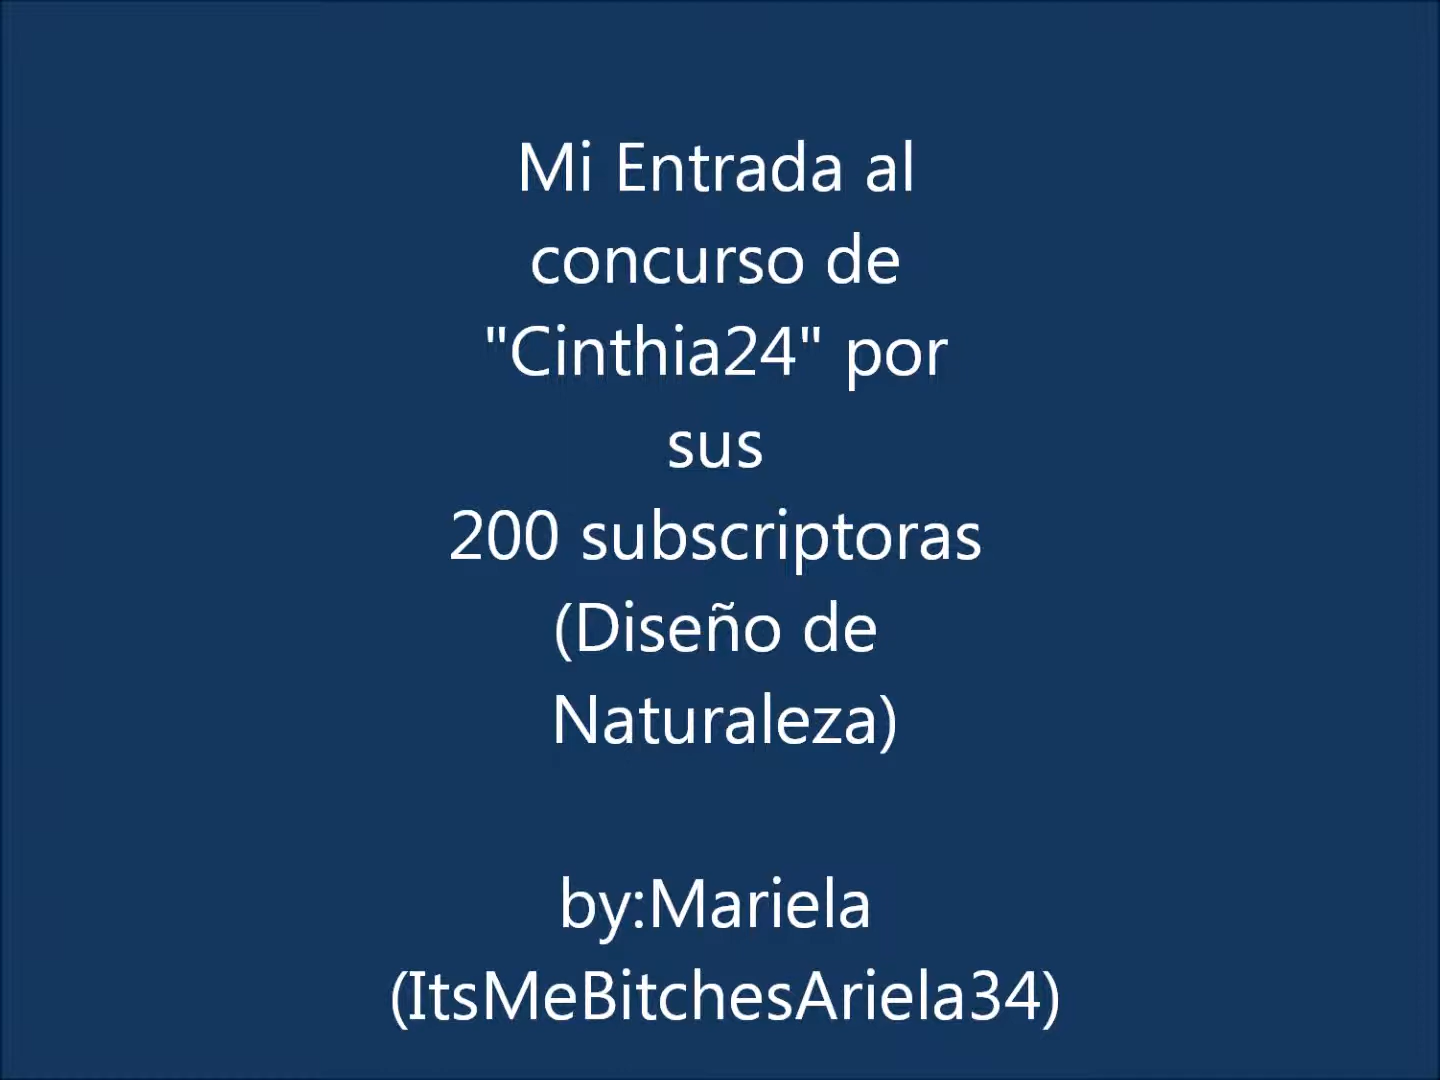 Mi Entrada al
concurso de
"Cinthia24" por
sus
200 subscriptoras
(Diseño de
Naturaleza)
by:Mariela
(ItsMeBitchesAriela34)